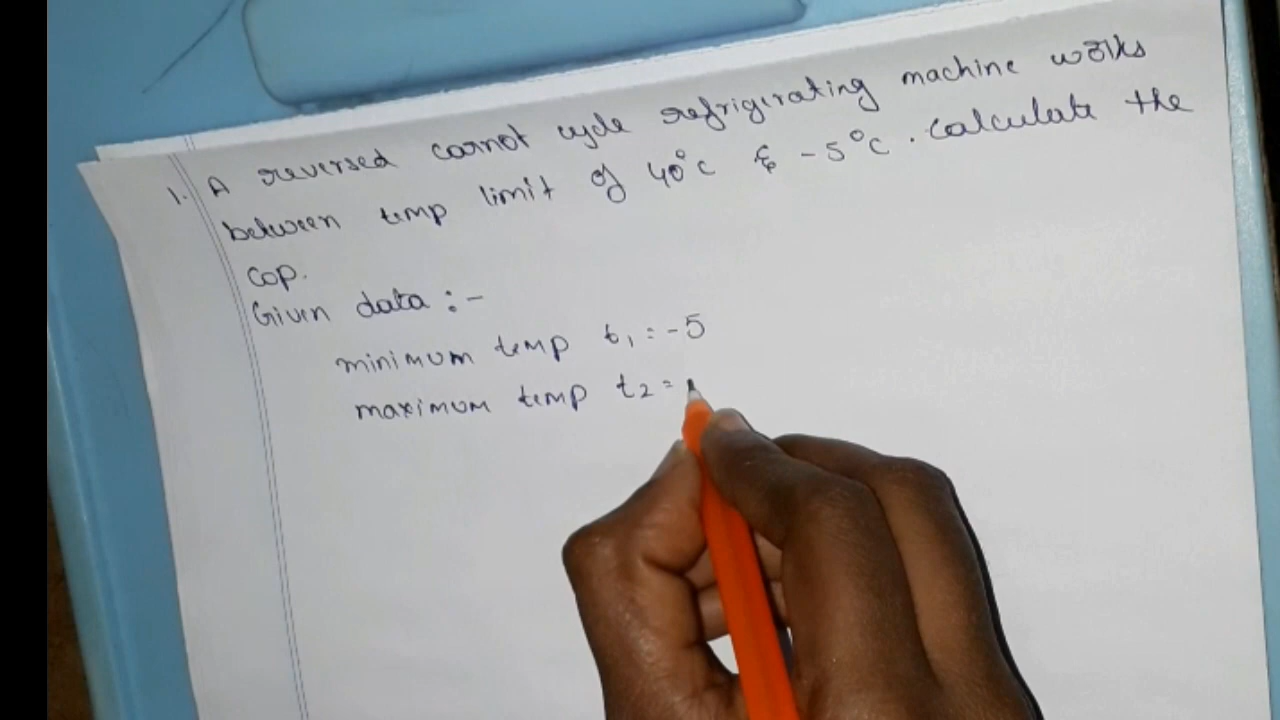 1. A reversed carnot cycle refrigerating machine works
between temp limit of 40°c & -5°c. calculate the
cop.
Given data :-
minimum temp t₁ = -5
maximum temp t₂ =